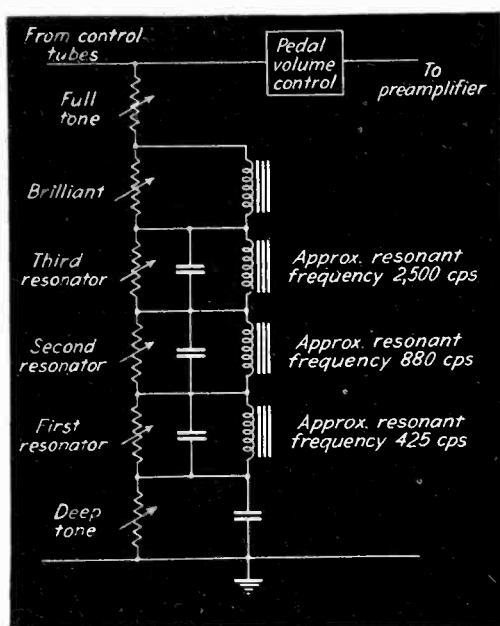 From control
tubes
Pedal
volume
control
To
preamplifier
Full
tone
Brilliant
Third
resonator
Approx. resonant
frequency 2,500 cps
Second
resonator
Approx. resonant
frequency 880 cps
First
resonator
Approx. resonant
frequency 425 cps
Deep
tone